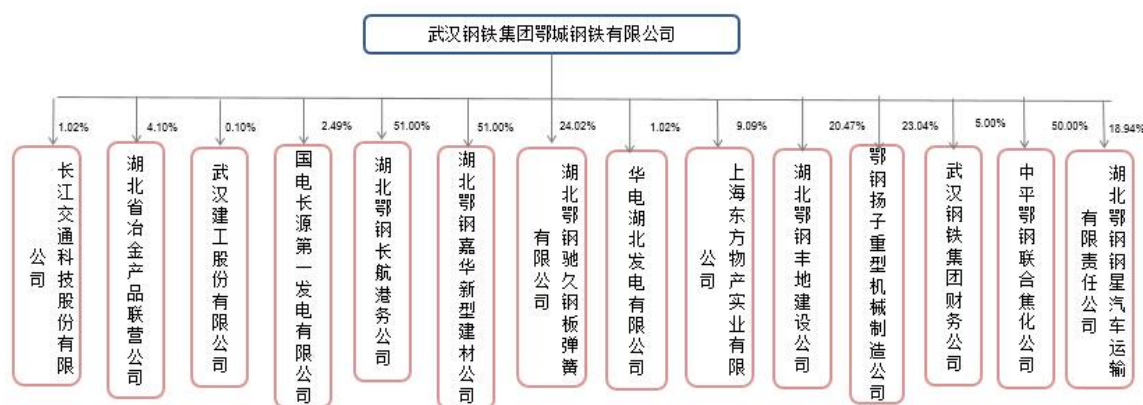 武汉钢铁集团鄂城钢铁有限公司
1.02%
4.10%
0.10%
2.49%
51.00%
51.00%
24.02%
1.02%
9.09%
20.47%
23.04%
5.00%
50.00%
18.94%
长江交通科技股份有限
公司
湖北省冶金产品联营公司
武汉建工股份有限公司
国电长源第一发电有限公司
湖北鄂钢长航港务公司
湖北鄂钢嘉华新型建材公司
湖北鄂钢驰久钢板弹簧
有限公司
华电湖北发电有限公司
上海东方物产实业有限
公司
湖北鄂钢丰地建设公司
鄂钢扬子重型机械制造公司
武汉钢铁集团财务公司
中平鄂钢联合焦化公司
湖北鄂钢钢星汽车运输
有限责任公司